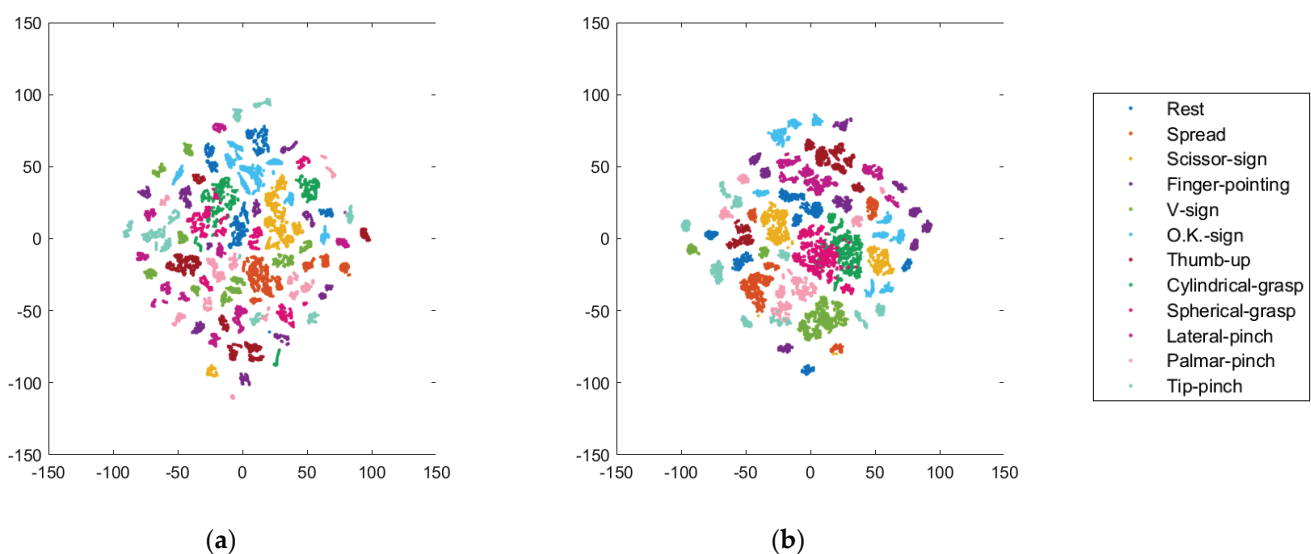 150
100
50
0
-50
-100
-150
-150 -100 -50 0 50 100 150
(a)
150
100
50
0
-50
-100
-150
-150 -100 -50 0 50 100 150
(b)
Rest
Spread
Scissor-sign
Finger-pointing
V-sign
O.K.-sign
Thumb-up
Cylindrical-grasp
Spherical-grasp
Lateral-pinch
Palmar-pinch
Tip-pinch